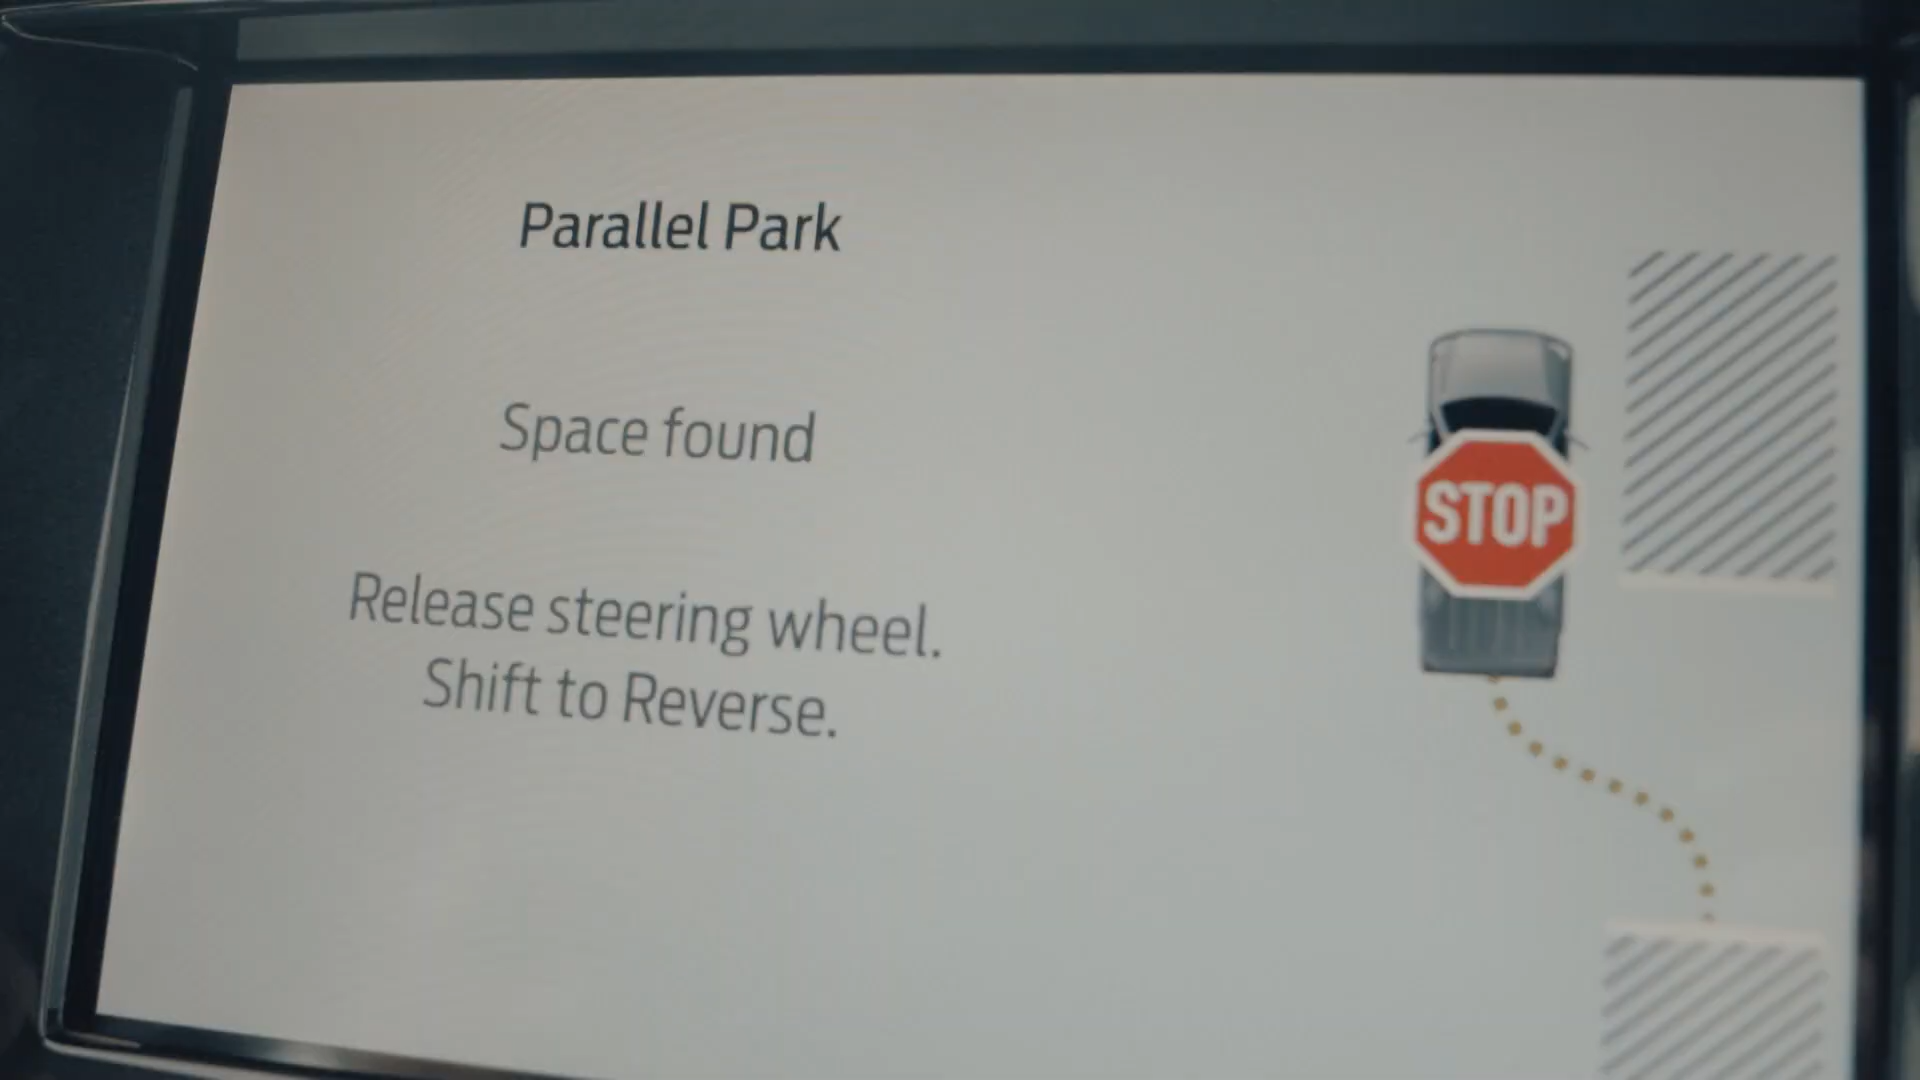 Parallel Park
Space found
Release steering wheel.
Shift to Reverse.
STOP